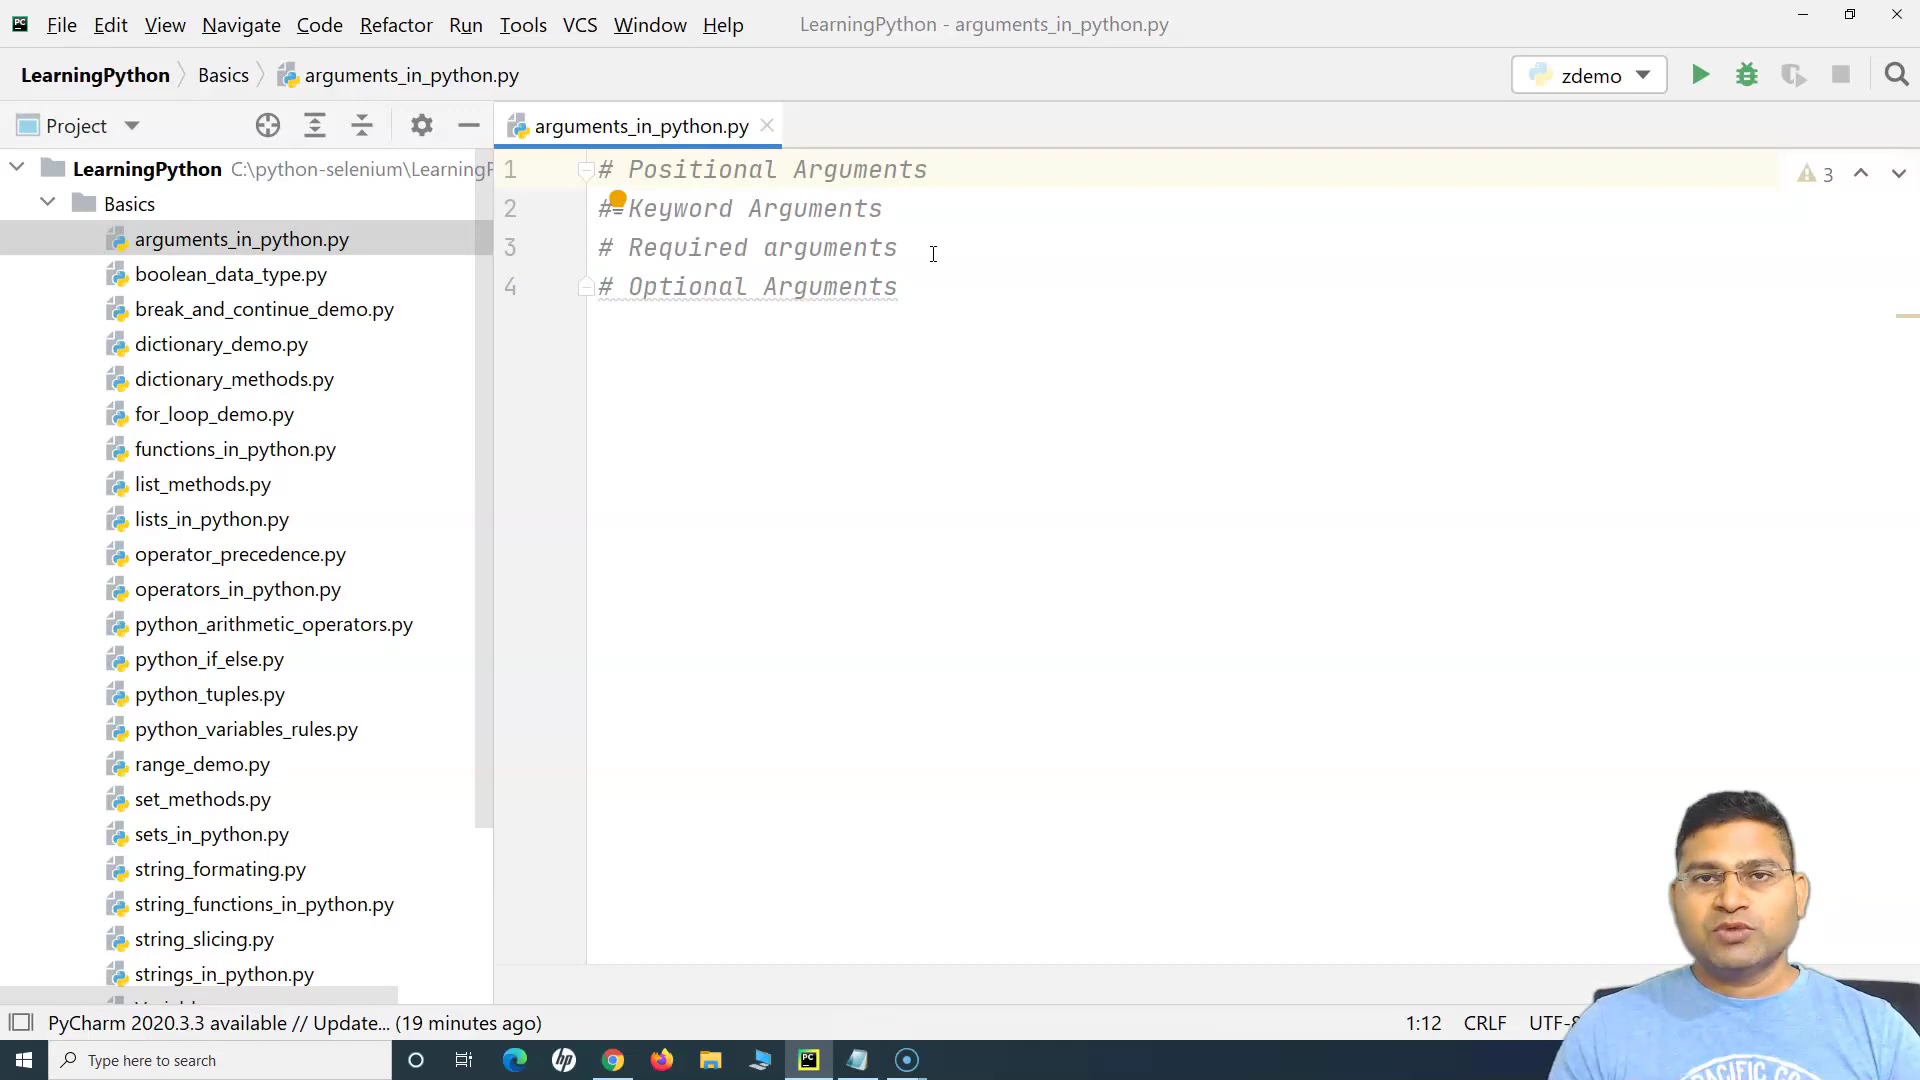 File Edit View Navigate Code Refactor Run Tools VCS Window Help LearningPython - arguments_in_python.py
LearningPython Basics arguments_in_python.py zdemo
Project
arguments_in_python.py
LearningPython C:\python-selenium\LearningP
Basics
arguments_in_python.py
boolean_data_type.py
break_and_continue_demo.py
dictionary_demo.py
dictionary_methods.py
for_loop_demo.py
functions_in_python.py
list_methods.py
lists_in_python.py
operator_precedence.py
operators_in_python.py
python_arithmetic_operators.py
python_if_else.py
python_tuples.py
python_variables_rules.py
range_demo.py
set_methods.py
sets_in_python.py
string_formating.py
string_functions_in_python.py
string_slicing.py
strings_in_python.py
1 # Positional Arguments
2 # Keyword Arguments
3 # Required arguments
4 # Optional Arguments
3
PyCharm 2020.3.3 available // Update... (19 minutes ago) 1:12 CRLF UTF-8
Type here to search
PACIFIC